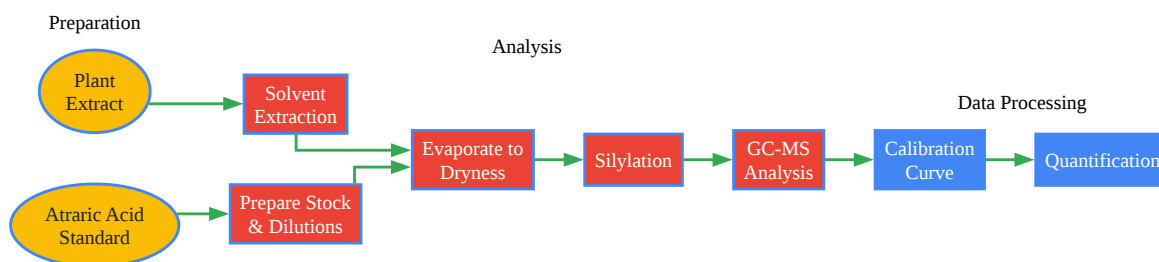 Preparation
Analysis
Data Processing
Plant
Extract
Solvent
Extraction
Evaporate to
Dryness
Silylation
GC-MS
Analysis
Calibration
Curve
Quantification
Atraric Acid
Standard
Prepare Stock
& Dilutions